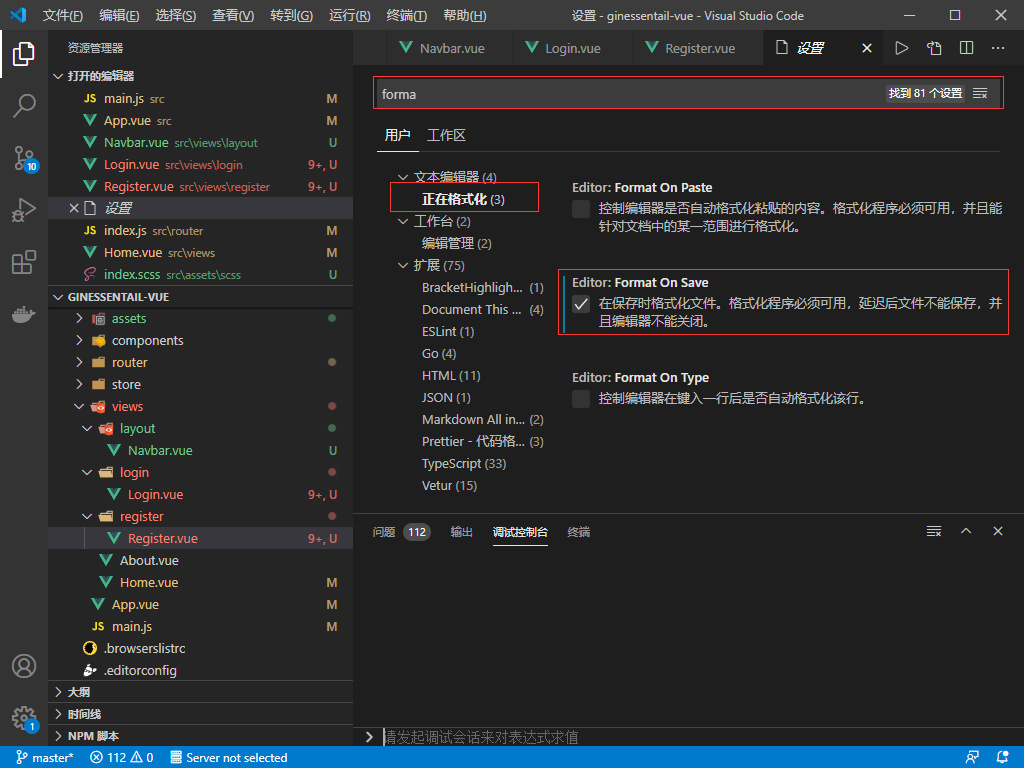 文件(F) 编辑(E) 选择(S) 查看(V) 转到(G) 运行(R) 终端(T) 帮助(H) 设置 - ginessentail-vue - Visual Studio Code
资源管理器
打开的编辑器
JS main.js src M
App.vue src M
Navbar.vue src\views\layout U
Login.vue src\views\login 9+, U
Register.vue src\views\register 9+, U
设置
JS index.js src\router M
Home.vue src\views M
index.scss src\assets\scss U
GINESSENTAIL-VUE
assets
components
router
store
views
layout
Navbar.vue U
login
Login.vue 9+, U
register
Register.vue 9+, U
About.vue
Home.vue M
App.vue M
JS main.js M
.browserslistrc
.editorconfig
大纲
时间线
NPM 脚本
10
1
Navbar.vue Login.vue Register.vue 设置
forma 找到 81 个设置
用户 工作区
文本编辑器 (4)
正在格式化 (3)
工作台 (2)
编辑管理 (2)
扩展 (75)
BracketHighligh... (1)
Document This ... (4)
ESLint (1)
Go (4)
HTML (11)
JSON (1)
Markdown All in... (2)
Prettier - 代码格... (3)
TypeScript (33)
Vetur (15)
Editor: Format On Paste
控制编辑器是否自动格式化粘贴的内容。格式化程序必须可用，并且能
针对文档中的某一范围进行格式化。
Editor: Format On Save
在保存时格式化文件。格式化程序必须可用，延迟后文件不能保存，并
且编辑器不能关闭。
Editor: Format On Type
控制编辑器在键入一行后是否自动格式化该行。
问题 112 输出 调试控制台 终端
请发起调试会话来对表达式求值
master* 112 0 Server not selected